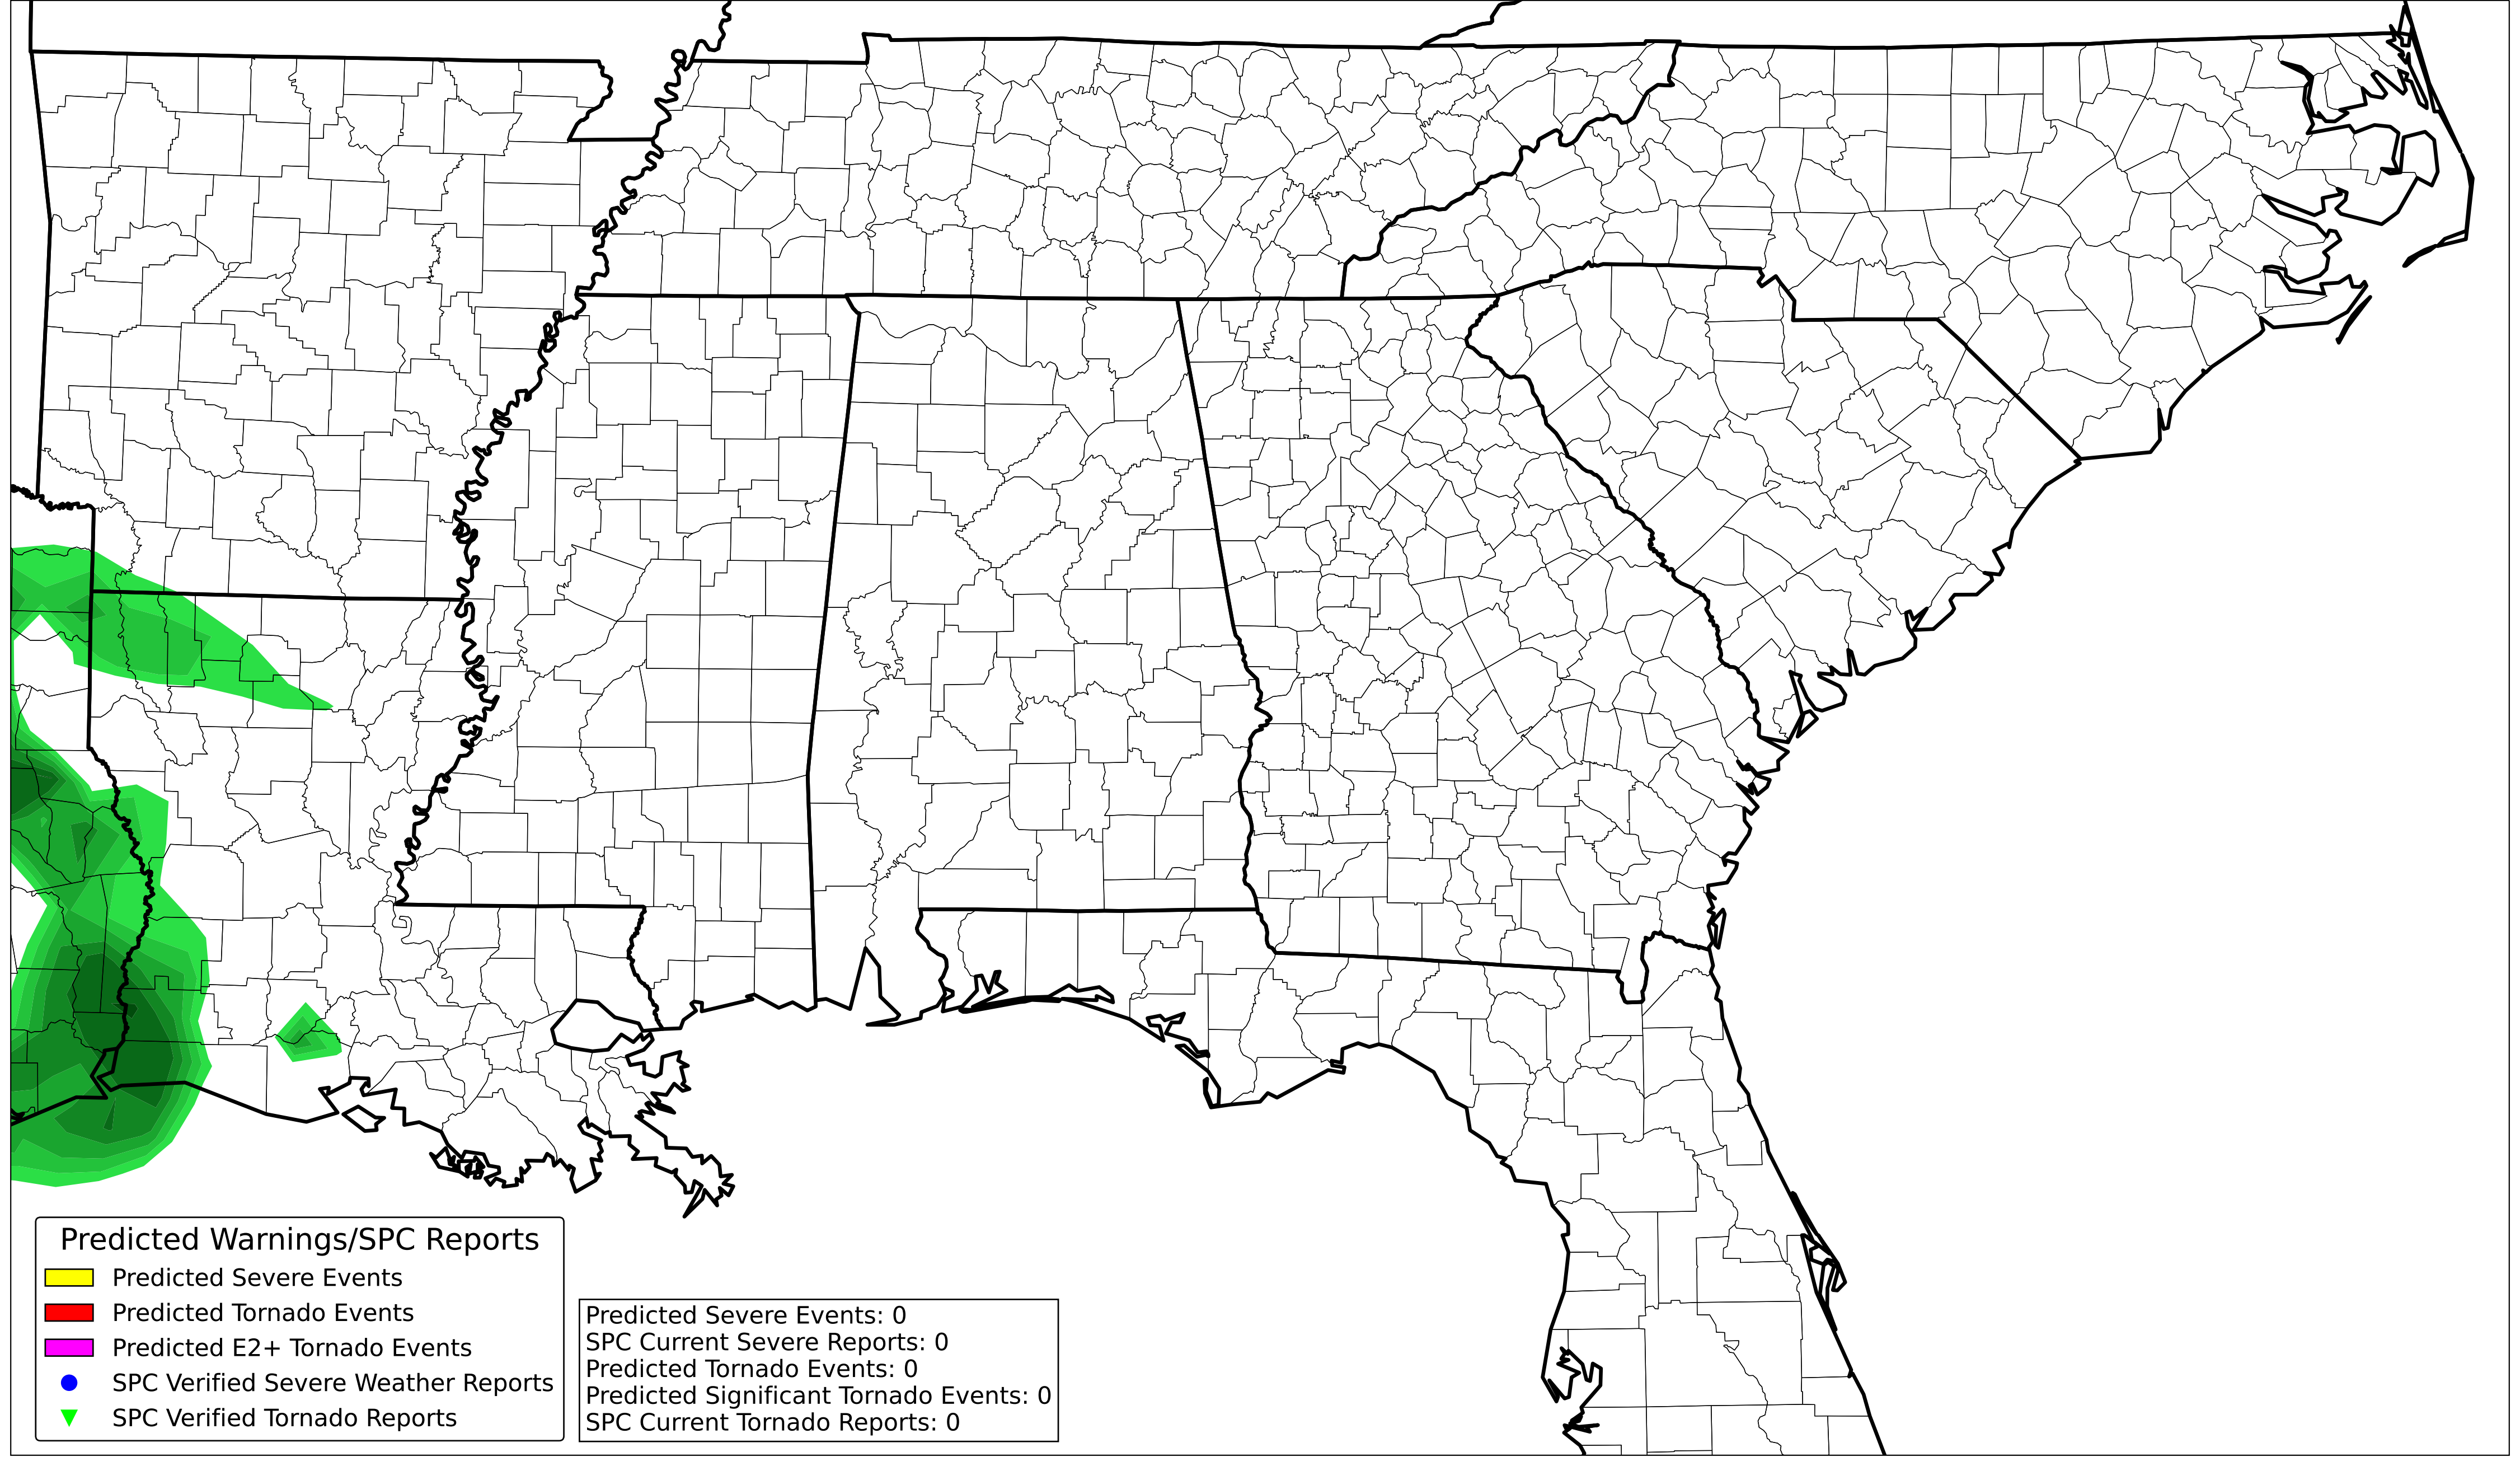 Predicted Warnings/SPC Reports
Predicted Severe Events
Predicted Tornado Events
Predicted E2+ Tornado Events
SPC Verified Severe Weather Reports
SPC Verified Tornado Reports
Predicted Severe Events: 0
SPC Current Severe Reports: 0
Predicted Tornado Events: 0
Predicted Significant Tornado Events: 0
SPC Current Tornado Reports: 0